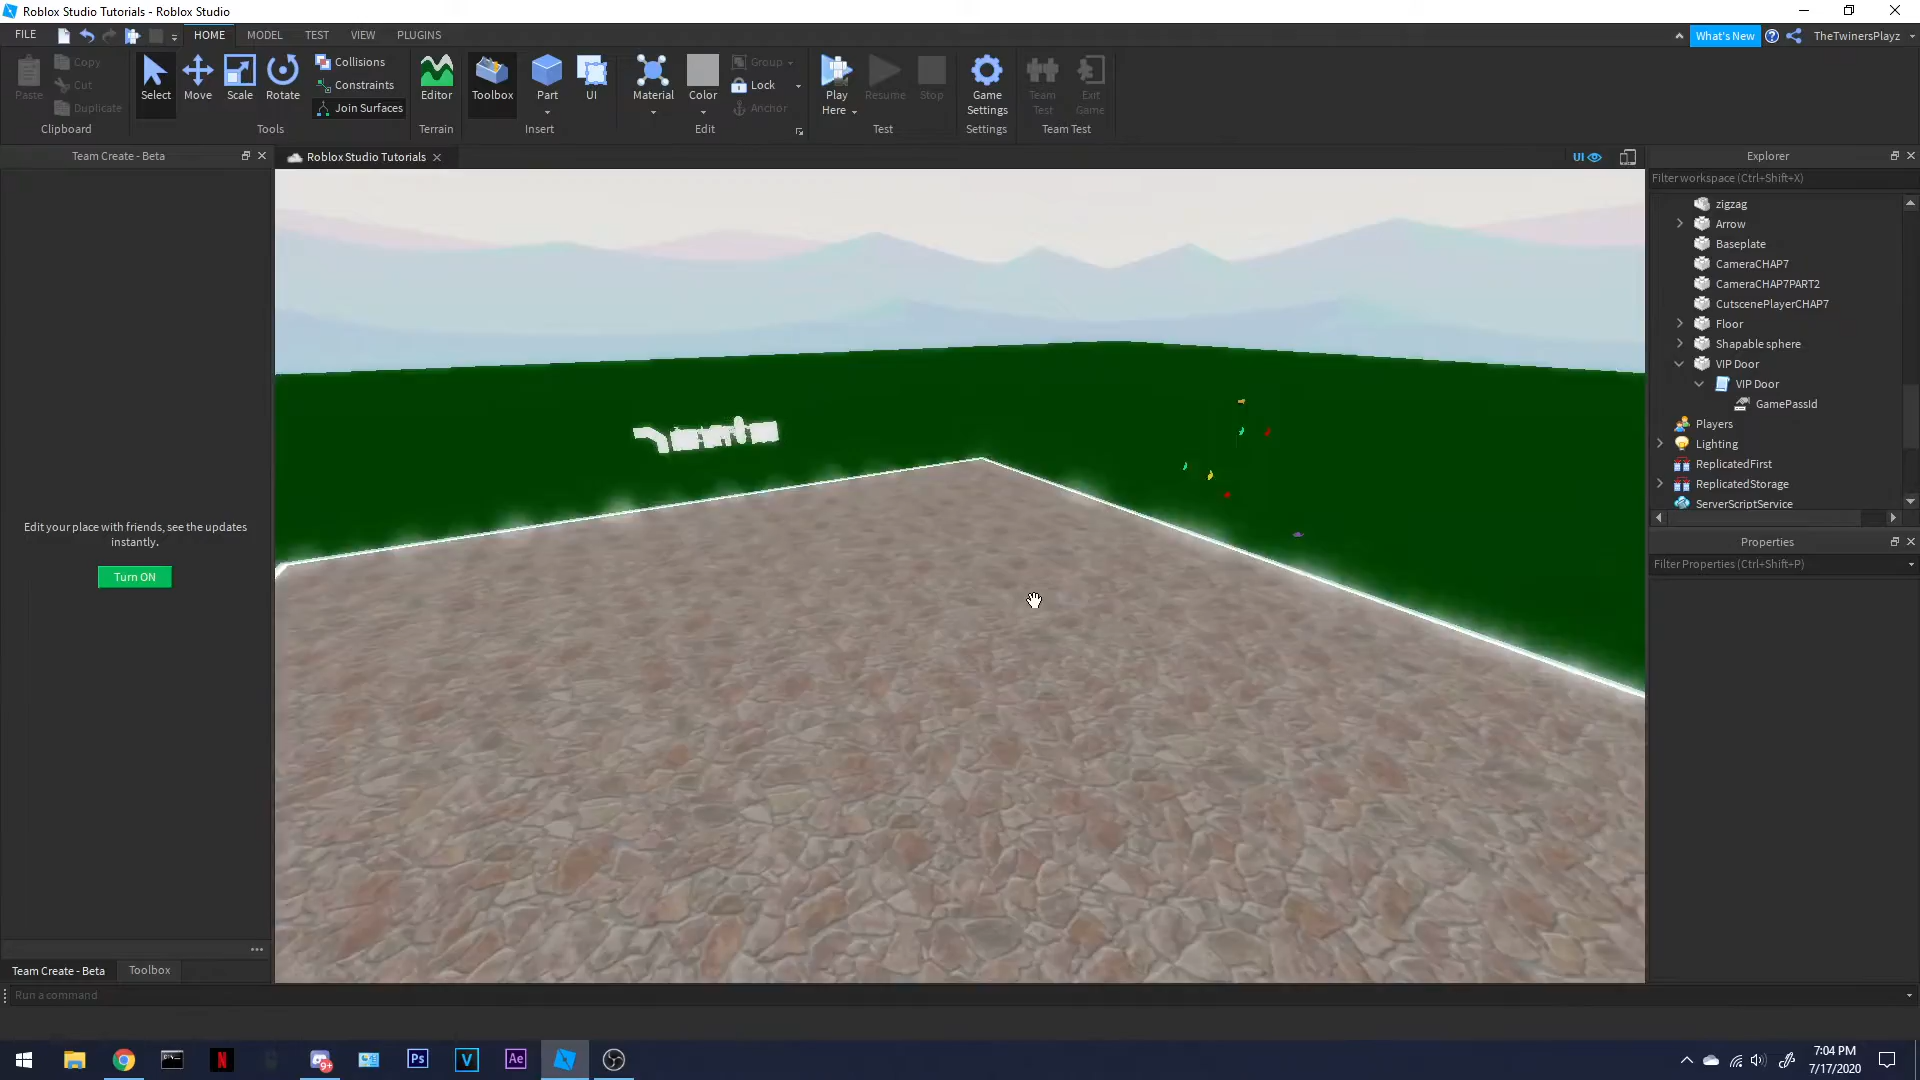 Roblox Studio Tutorials - Roblox Studio
FILE HOME MODEL TEST VIEW PLUGINS What's New TheTwinersPlayz
Paste Copy Cut Duplicate
Select Move Scale Rotate Collisions Constraints Join Surfaces
Editor Toolbox Part UI Material Color Group Lock Anchor
Play Here Resume Stop Game Settings Team Test Exit Game
Clipboard Tools Terrain Insert Edit Test Settings Team Test
Team Create - Beta
Roblox Studio Tutorials
UI
Explorer
Filter workspace (Ctrl+Shift+X)
zigzag
Arrow
Baseplate
CameraCHAP7
CameraCHAP7PART2
CutscenePlayerCHAP7
Floor
Shapable sphere
VIP Door
VIP Door
GamePassId
Players
Lighting
ReplicatedFirst
ReplicatedStorage
ServerScriptService
Properties
Filter Properties (Ctrl+Shift+P)
Edit your place with friends, see the updates
instantly.
Turn ON
Team Create - Beta Toolbox
Run a command
N 9+ Ps V Ae
7:04 PM
7/17/2020